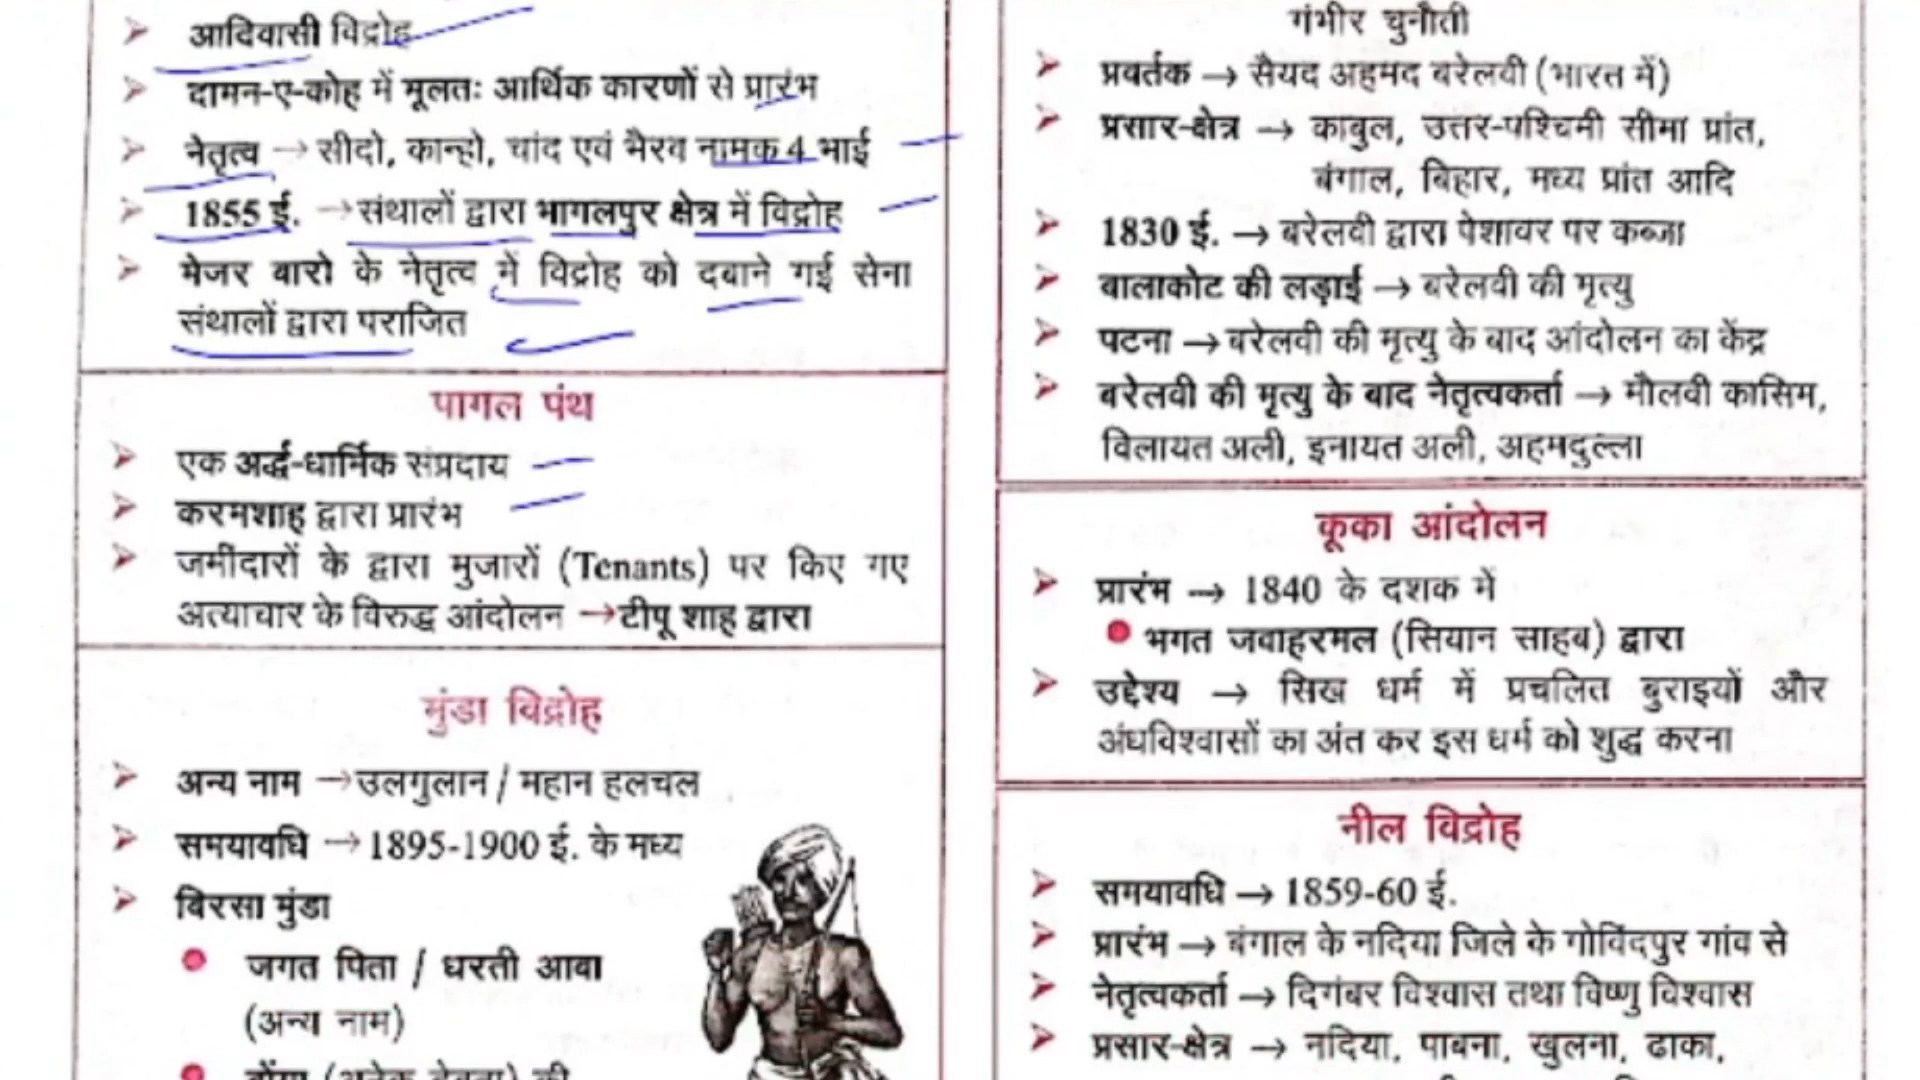 आदिवासी विद्रोह
दामन-ए-कोह में मूलतः आर्थिक कारणों से प्रारंभ
नेतृत्व → सीदो, कान्हो, चांद एवं भैरव नामक 4 भाई
1855 ई. → संथालों द्वारा भागलपुर क्षेत्र में विद्रोह
मेजर बारो के नेतृत्व में विद्रोह को दबाने गई सेना
संथालों द्वारा पराजित
पागल पंथ
एक अर्द्ध-धार्मिक संप्रदाय
करमशाह द्वारा प्रारंभ
जमींदारों के द्वारा मुजारों (Tenants) पर किए गए
अत्याचार के विरुद्ध आंदोलन → टीपू शाह द्वारा
मुंडा विद्रोह
अन्य नाम → उलगुलान / महान हलचल
समयावधि → 1895-1900 ई. के मध्य
बिरसा मुंडा
जगत पिता / धरती आबा
(अन्य नाम)
गंभीर चुनौती
प्रवर्तक → सैयद अहमद बरेलवी (भारत में)
प्रसार-क्षेत्र → काबुल, उत्तर-पश्चिमी सीमा प्रांत,
बंगाल, बिहार, मध्य प्रांत आदि
1830 ई. → बरेलवी द्वारा पेशावर पर कब्जा
बालाकोट की लड़ाई → बरेलवी की मृत्यु
पटना → बरेलवी की मृत्यु के बाद आंदोलन का केंद्र
बरेलवी की मृत्यु के बाद नेतृत्वकर्ता → मौलवी कासिम,
विलायत अली, इनायत अली, अहमदुल्ला
कूका आंदोलन
प्रारंभ → 1840 के दशक में
भगत जवाहरमल (सियान साहब) द्वारा
उद्देश्य → सिख धर्म में प्रचलित बुराइयों और
अंधविश्वासों का अंत कर इस धर्म को शुद्ध करना
नील विद्रोह
समयावधि → 1859-60 ई.
प्रारंभ → बंगाल के नदिया जिले के गोविंदपुर गांव से
नेतृत्वकर्ता → दिगंबर विश्वास तथा विष्णु विश्वास
प्रसार-क्षेत्र → नदिया, पाबना, खुलना, ढाका,